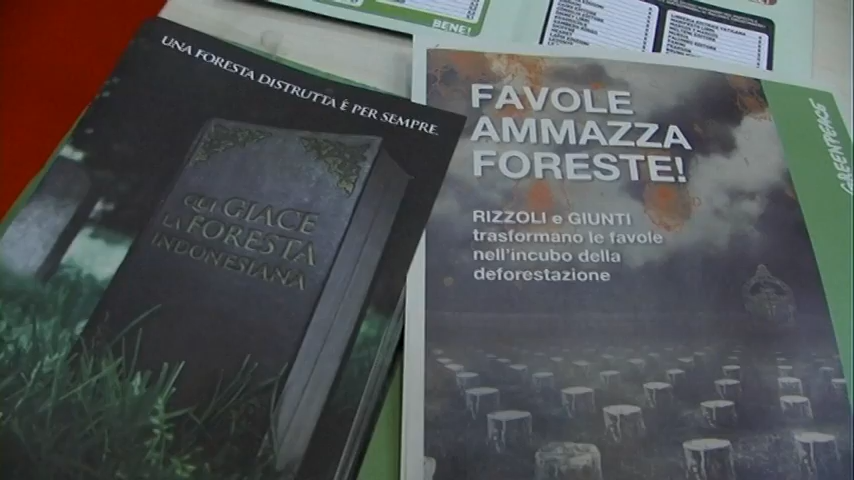 UNA FORESTA DISTRUTTA È PER SEMPRE.
QUI GIACE
LA FORESTA
INDONESIANA
FAVOLE
AMMAZZA
FORESTE!
RIZZOLI e GIUNTI
trasformano le favole
nell'incubo della
deforestazione
GREENPEACE
BENE!